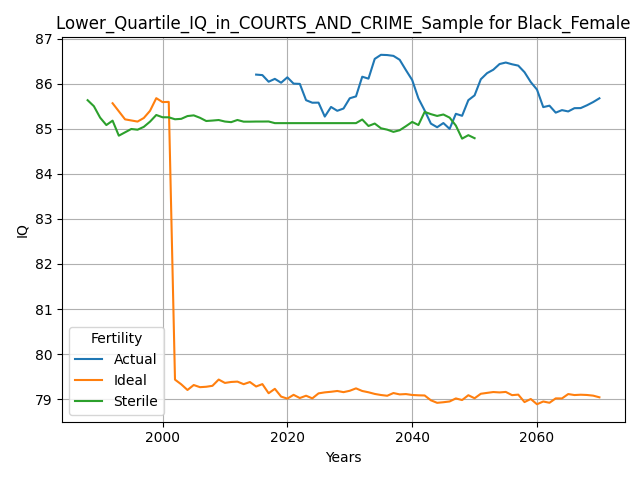 Lower_Quartile_IQ_in_COURTS_AND_CRIME_Sample for Black_Female
87
86
85
84
83
82
81
80
79
IQ
Fertility
Actual
Ideal
Sterile
2000 2020 2040 2060
Years